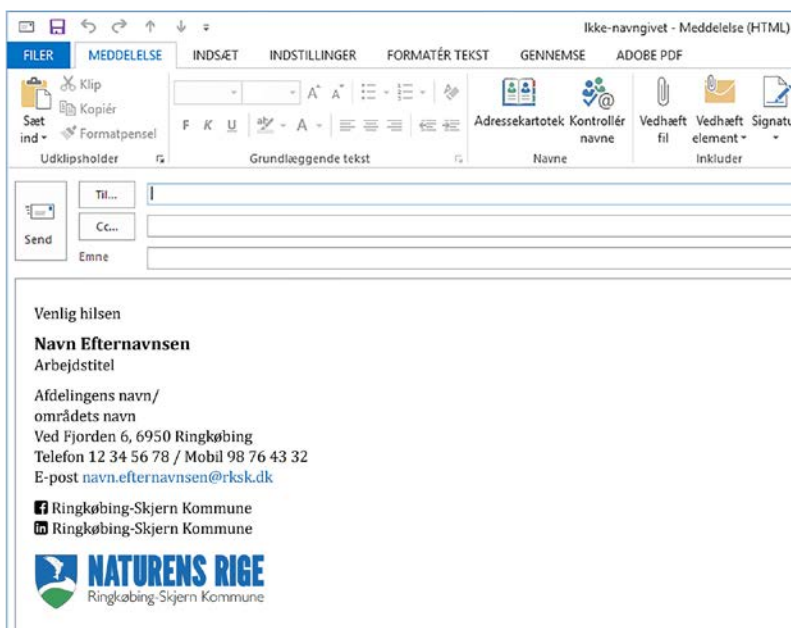 Ikke-navngivet - Meddelelse (HTML)
FILER MEDDELELSE INDSÆT INDSTILLINGER FORMATÉR TEKST GENNEMSE ADOBE PDF
Sæt ind
Klip
Kopiér
Formatpensel
Udklipsholder
F K U A
Grundlæggende tekst
Adressekartotek
Kontrollér navne
Navne
Vedhæft fil
Vedhæft element
Signatu
Inkluder
Send
Til...
Cc...
Emne
Venlig hilsen
Navn Efternavnsen
Arbejdstitel
Afdelingens navn/
områdets navn
Ved Fjorden 6, 6950 Ringkøbing
Telefon 12 34 56 78 / Mobil 98 76 43 32
E-post navn.efternavnsen@rksk.dk
Ringkøbing-Skjern Kommune
Ringkøbing-Skjern Kommune
NATURENS RIGE
Ringkøbing-Skjern Kommune